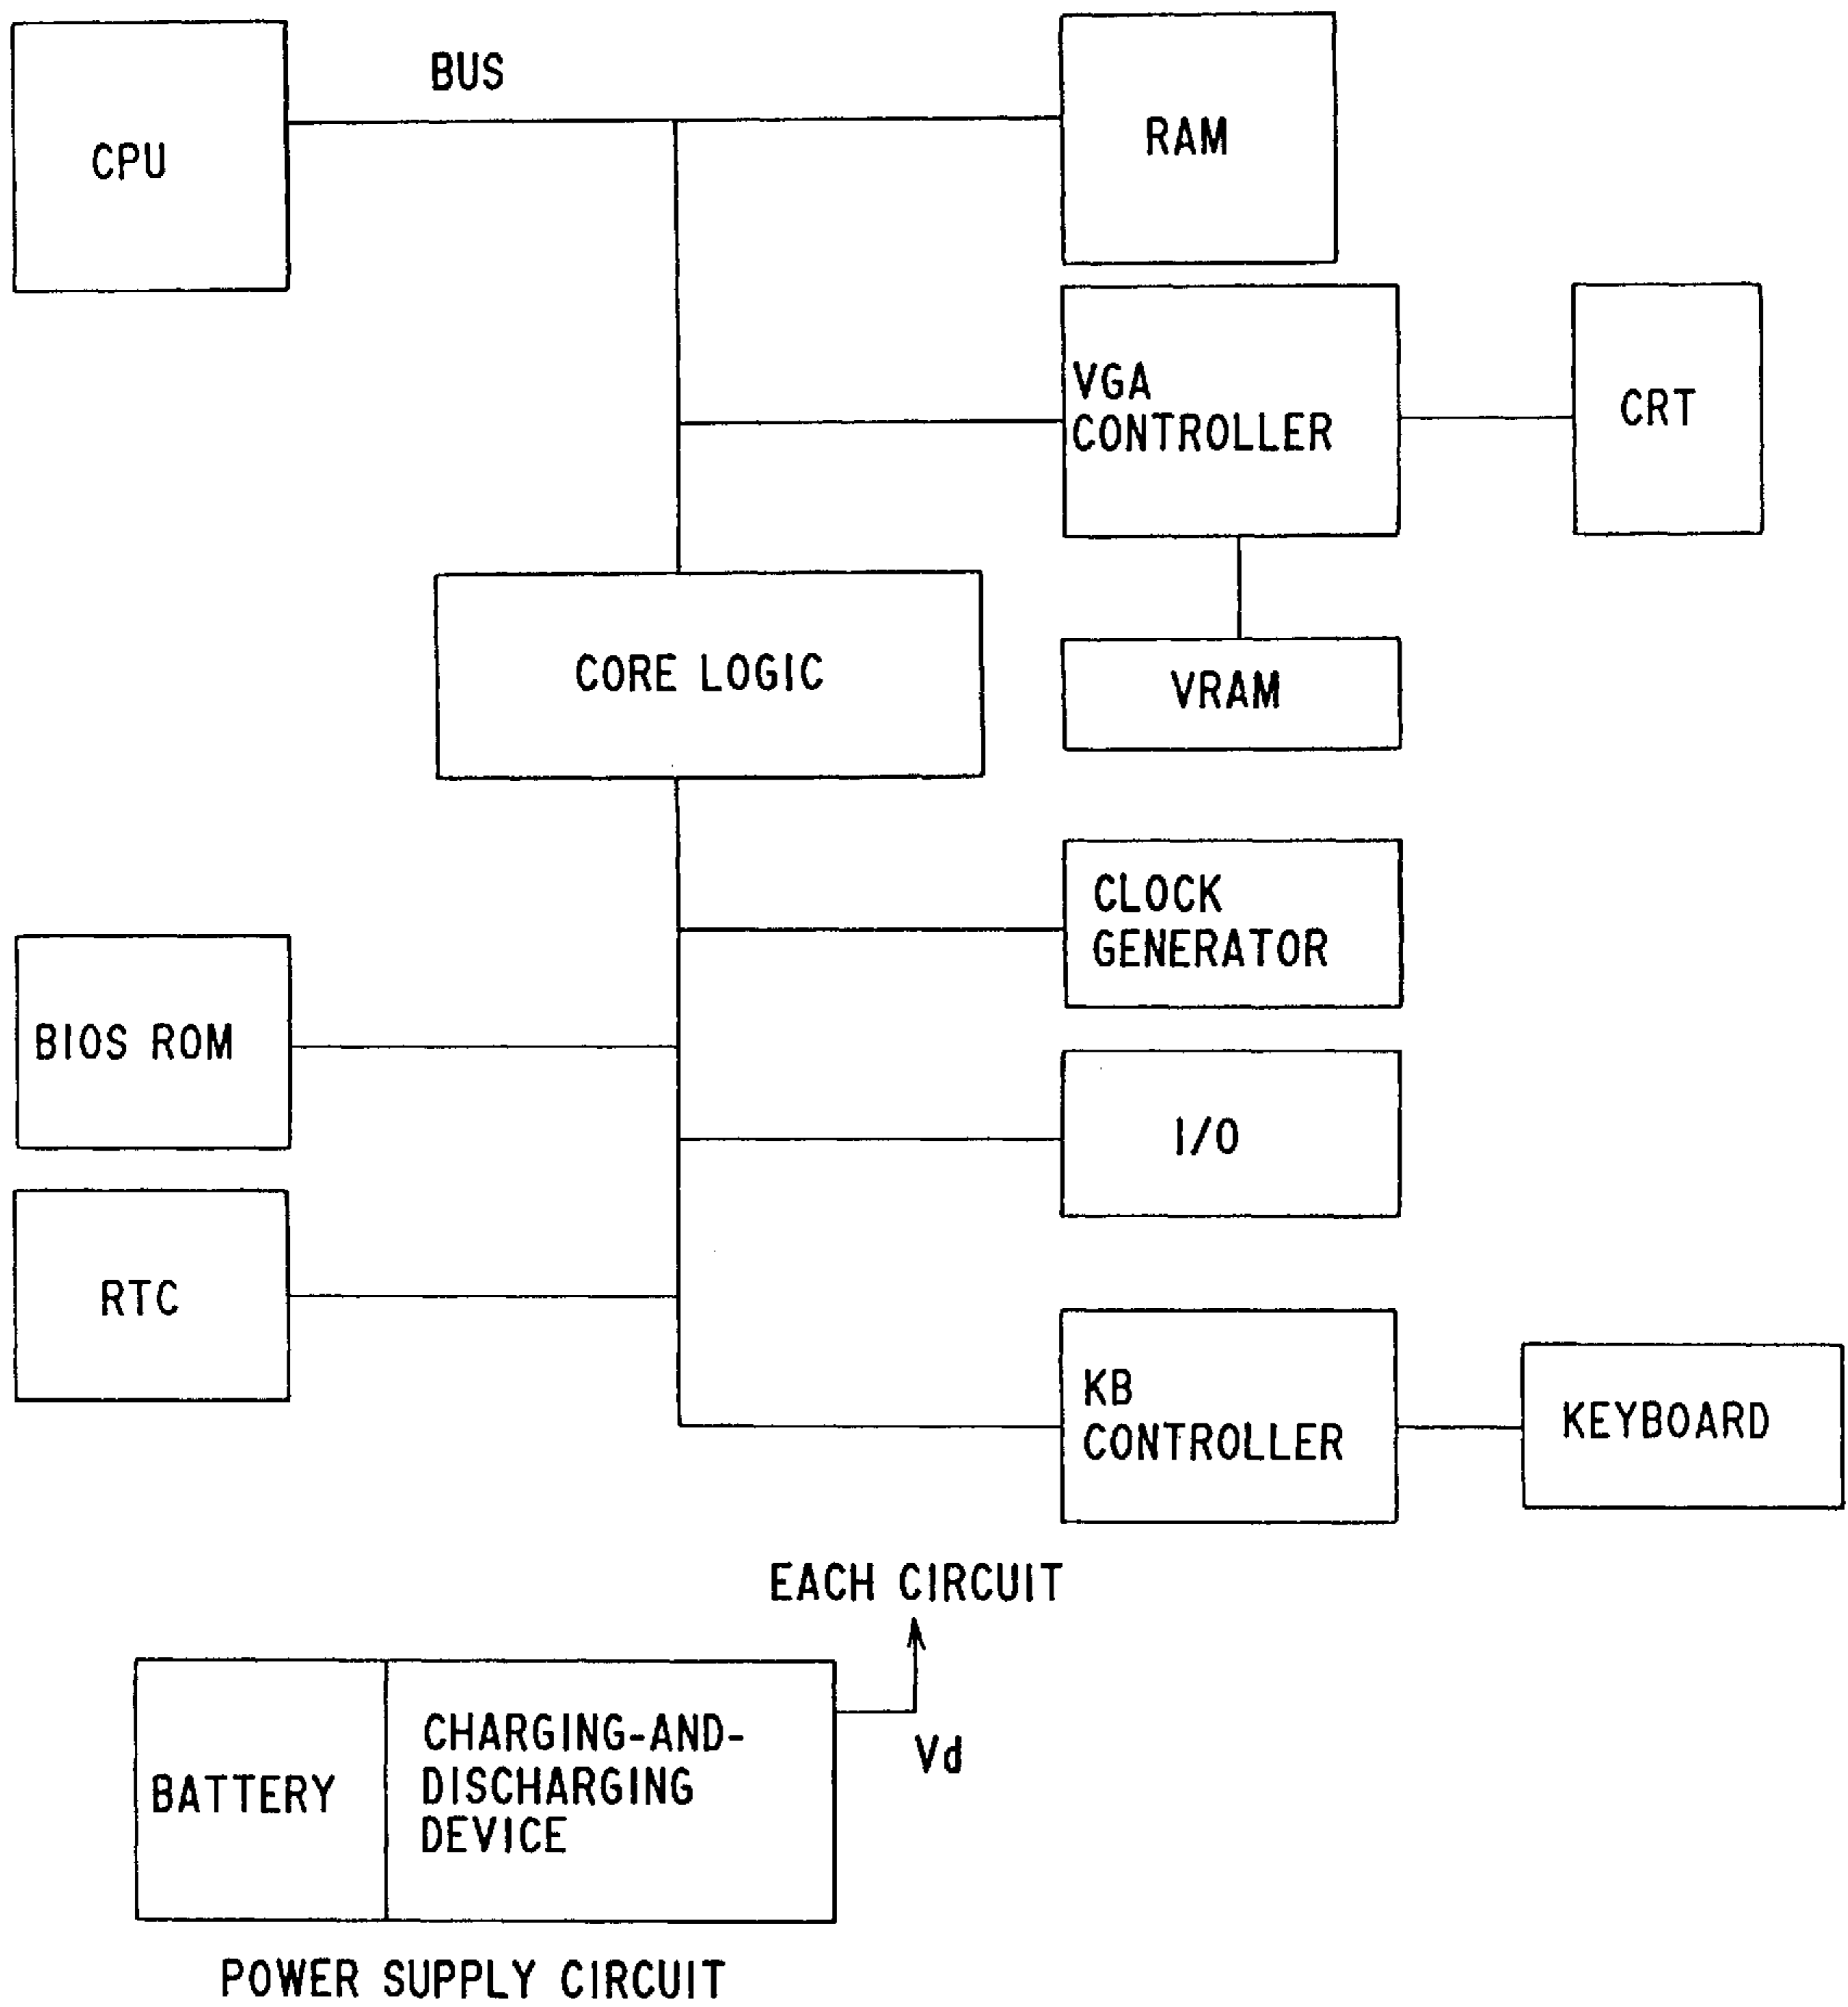 BUS
CPU
RAM
VGA
CONTROLLER
CRT
CORE LOGIC
VRAM
CLOCK
GENERATOR
BIOS ROM
I/O
RTC
KB
CONTROLLER
KEYBOARD
EACH CIRCUIT
BATTERY
CHARGING-AND-
DISCHARGING
DEVICE
Vd
POWER SUPPLY CIRCUIT